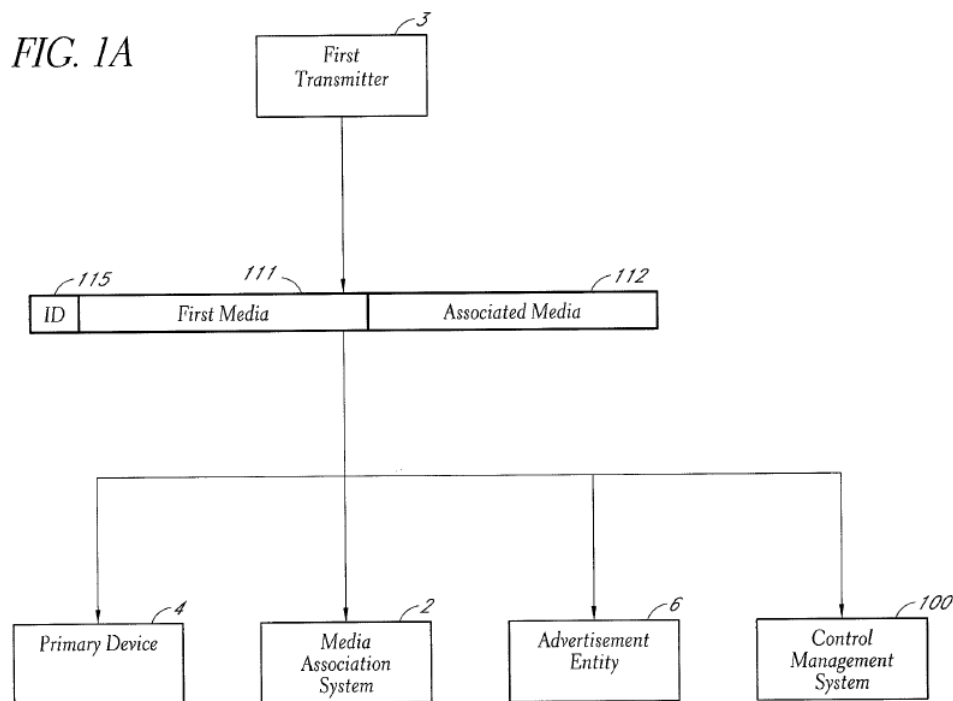 FIG. 1A
3
First
Transmitter
115
111
112
ID
First Media
Associated Media
4
2
6
100
Primary Device
Media
Association
System
Advertisement
Entity
Control
Management
System